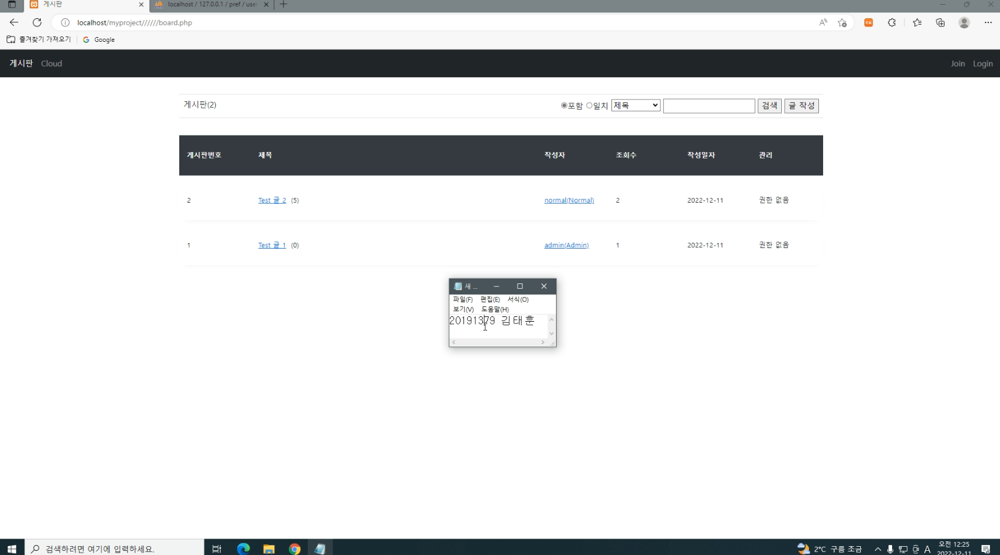 게시판
localhost / 127.0.0.1 / pref / user
localhost/myproject//////board.php
즐겨찾기 가져오기
Google
게시판 Cloud
Join Login
게시판(2)
포함 일치 제목 검색 글 작성
게시판번호 제목 작성자 조회수 작성일자 관리
2 Test 글 2 (5) normal(Normal) 2 2022-12-11 권한 없음
1 Test 글 1 (0) admin(Admin) 1 2022-12-11 권한 없음
새 ...
파일(F) 편집(E) 서식(O)
보기(V) 도움말(H)
20191379 김태훈
검색하려면 여기에 입력하세요.
2°C 구름 조금
A
오전 12:25
2022-12-11